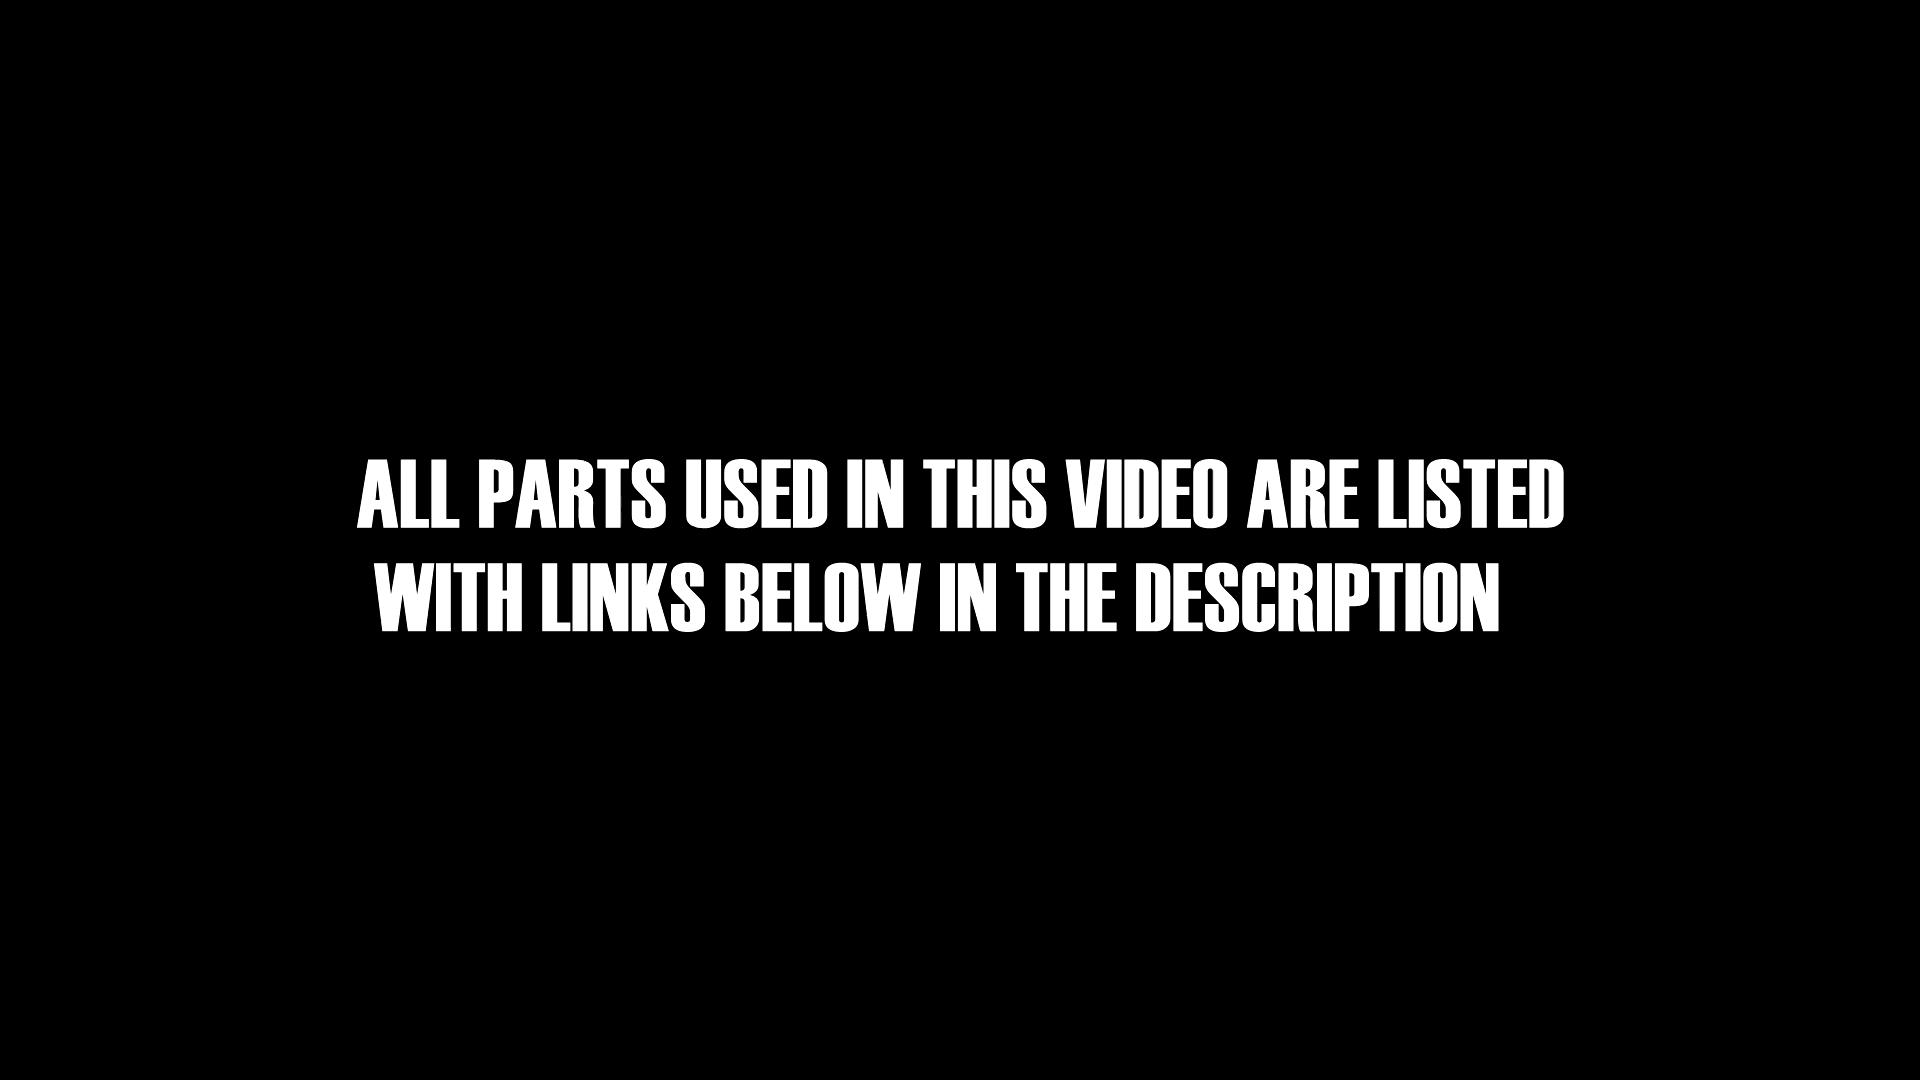 ALL PARTS USED IN THIS VIDEO ARE LISTED
WITH LINKS BELOW IN THE DESCRIPTION